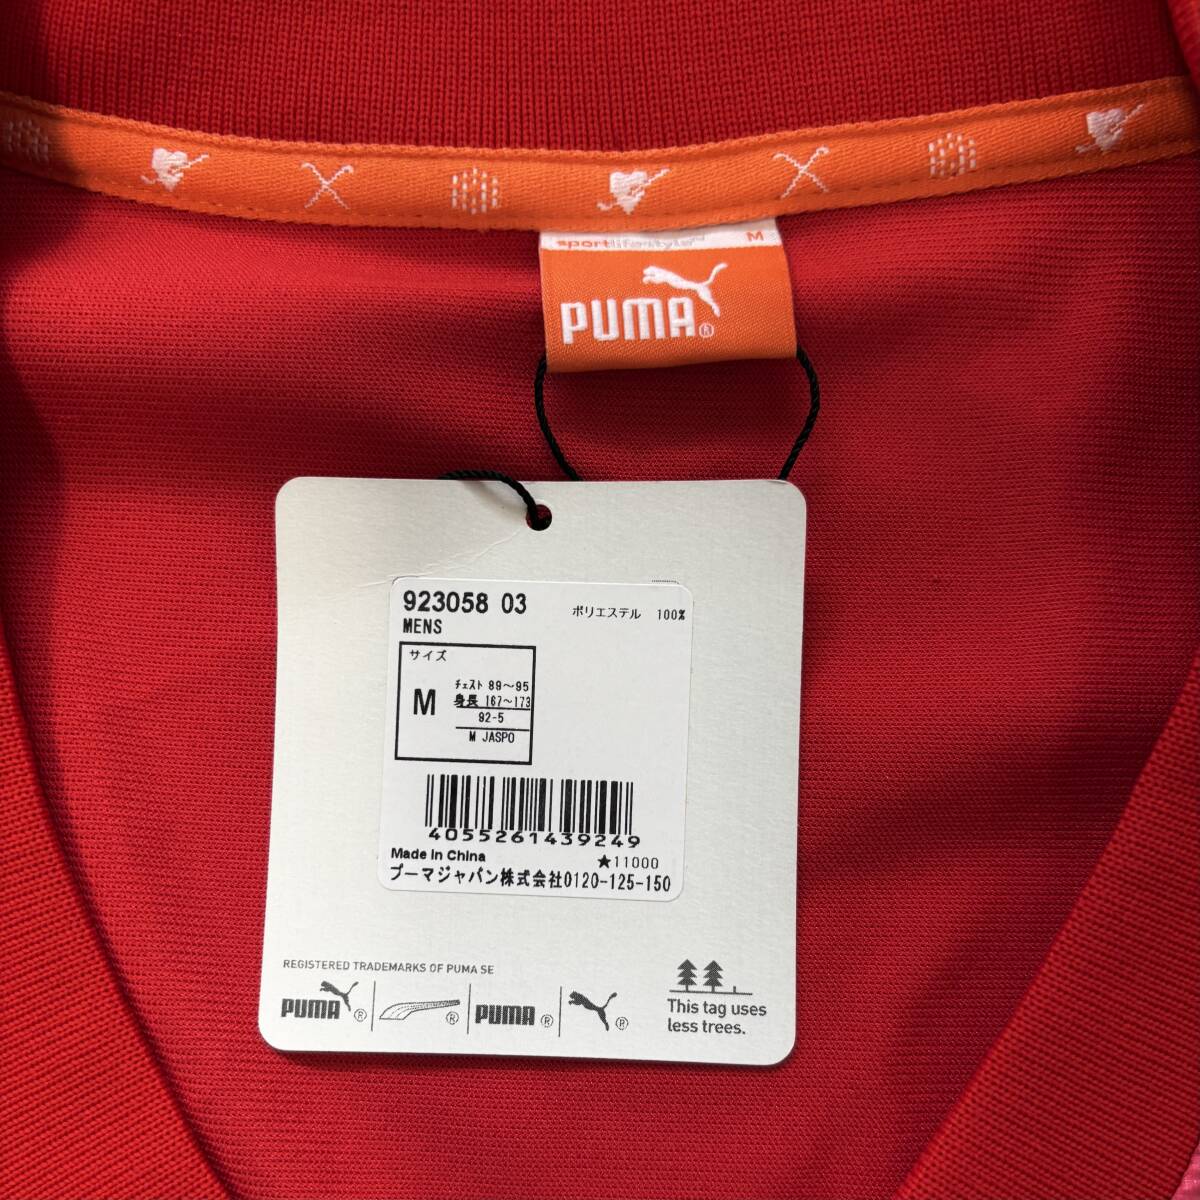 sportlifestyle M
PUMA®
923058 03
MENS
ポリエステル 100%
サイズ
M
チェスト 89～95
身長 167～173
92-5
M JASPO
4055261439249
Made in China
★11000
プーマジャパン株式会社0120-125-150
REGISTERED TRADEMARKS OF PUMA SE
PUMA® ® PUMA® ®
This tag uses
less trees.